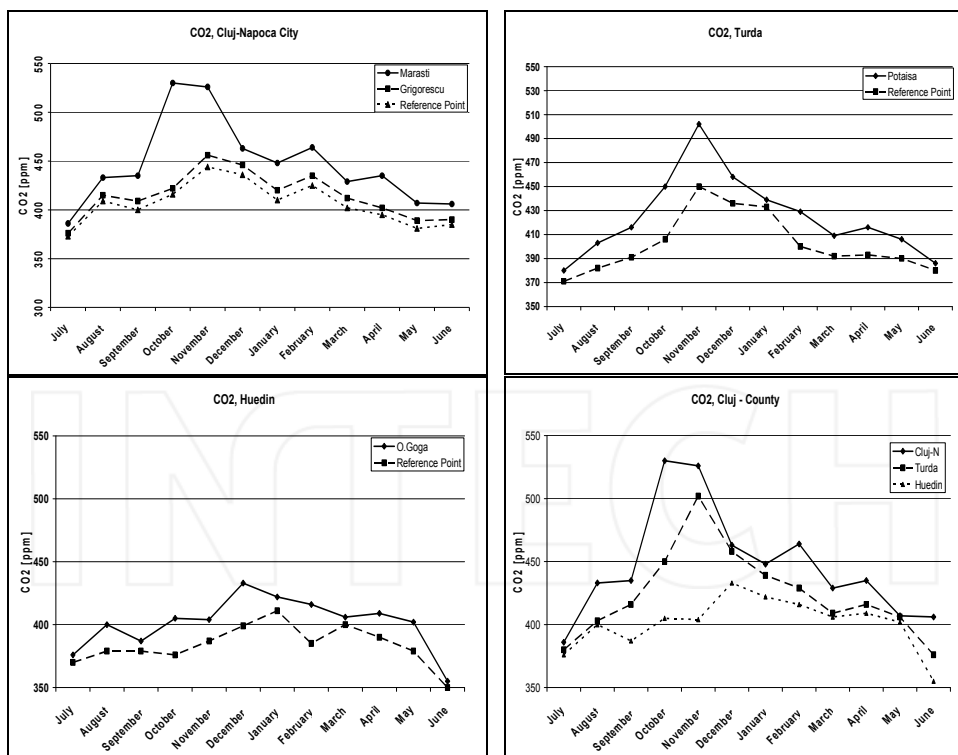 CO2, Cluj-Napoca City
550
500
450
400
350
300
CO2 [ppm]
Marasti
Grigorescu
Reference Point
July
August
September
October
November
December
January
February
March
April
May
June
CO2, Turda
550
530
510
490
470
450
430
410
390
370
350
CO2 [ppm]
Potaisa
Reference Point
July
August
September
October
November
December
January
February
March
April
May
June
CO2, Huedin
550
500
450
400
350
CO2 [ppm]
O.Goga
Reference Point
July
August
September
October
November
December
January
February
March
April
May
June
CO2, Cluj - County
550
500
450
400
350
CO2 [ppm]
Cluj-N
Turda
Huedin
July
August
September
October
November
December
January
February
March
April
May
June
INTECH